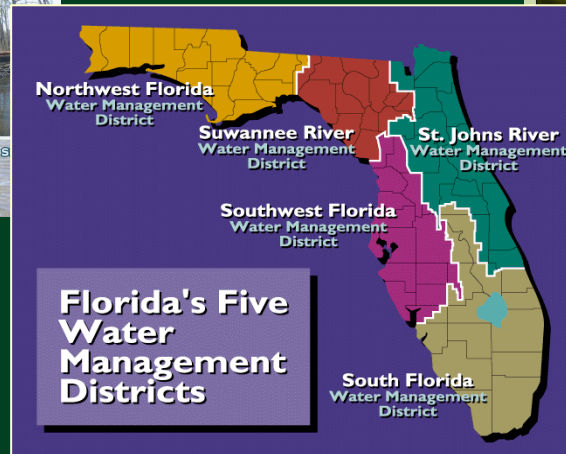 Northwest Florida
Water Management
District
Suwannee River
Water Management
District
St. Johns River
Water Management
District
Southwest Florida
Water Management
District
Florida's Five
Water
Management
Districts
South Florida
Water Management
District